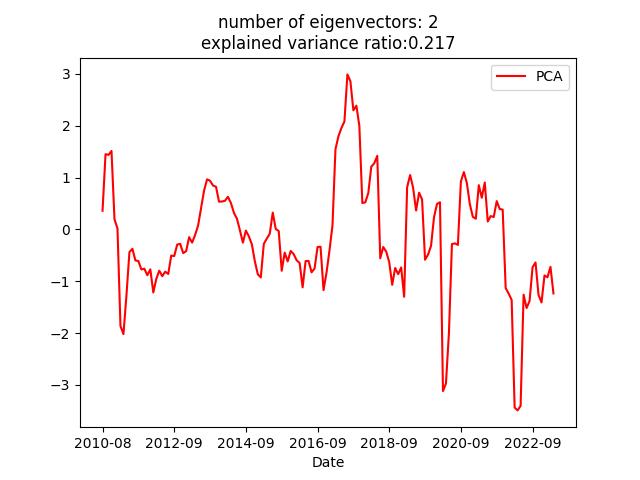 number of eigenvectors: 2
explained variance ratio:0.217
PCA
3
2
1
0
−1
−2
−3
2010-08 2012-09 2014-09 2016-09 2018-09 2020-09 2022-09
Date